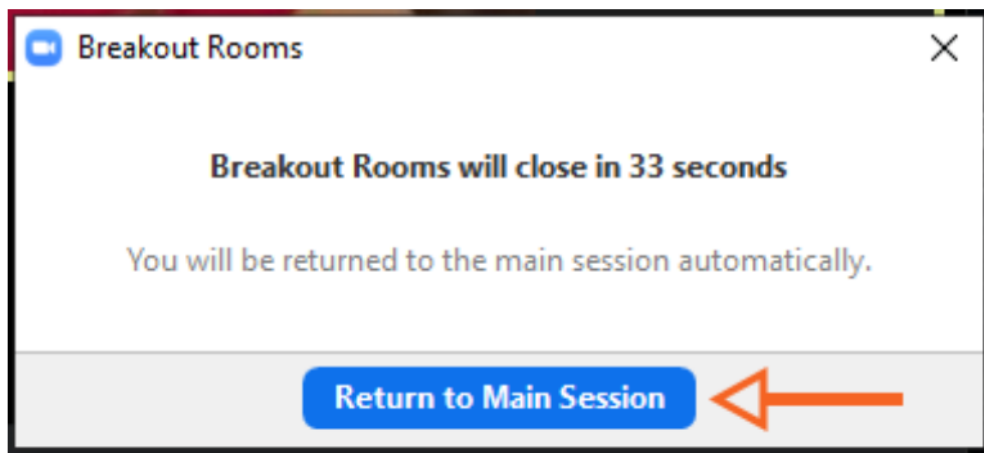 Breakout Rooms
Breakout Rooms will close in 33 seconds
You will be returned to the main session automatically.
Return to Main Session